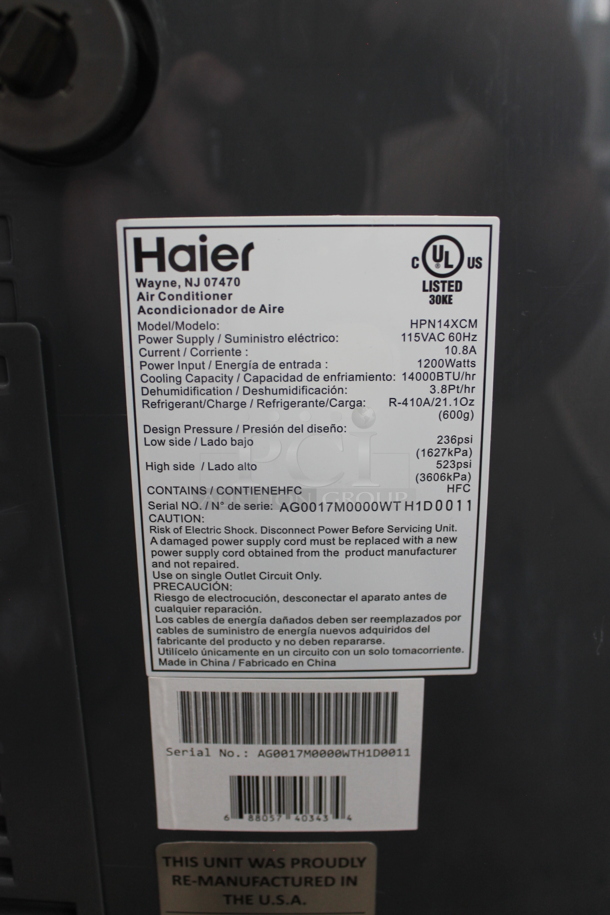 Haier
Wayne, NJ 07470
Air Conditioner
Acondicionador de Aire
C UL US
LISTED
30KE
Model/Modelo: HPN14XCM
Power Supply / Suministro eléctrico: 115VAC 60Hz
Current / Corriente : 10.8A
Power Input / Energía de entrada : 1200Watts
Cooling Capacity / Capacidad de enfriamiento: 14000BTU/hr
Dehumidification / Deshumidificación: 3.8Pt/hr
Refrigerant/Charge / Refrigerante/Carga: R-410A/21.1Oz
(600g)
Design Pressure / Presión del diseño:
Low side / Lado bajo 236psi
(1627kPa)
High side / Lado alto 523psi
(3606kPa)
CONTAINS / CONTIENEHFC HFC
Serial NO. / N° de serie: AG0017M0000WTH1D0011
CAUTION:
Risk of Electric Shock. Disconnect Power Before Servicing Unit.
A damaged power supply cord must be replaced with a new
power supply cord obtained from the product manufacturer
and not repaired.
Use on single Outlet Circuit Only.
PRECAUCIÓN:
Riesgo de electrocución, desconectar el aparato antes de
cualquier reparación.
Los cables de energía dañados deben ser reemplazados por
cables de suministro de energía nuevos adquiridos del
fabricante del producto y no deben repararse.
Utilícelo únicamente en un circuito con un solo tomacorriente.
Made in China / Fabricado en China
PCI
AUCTION GROUP
Serial No.: AG0017M0000WTH1D0011
6 88057 40343 4
THIS UNIT WAS PROUDLY
RE-MANUFACTURED IN
THE U.S.A.